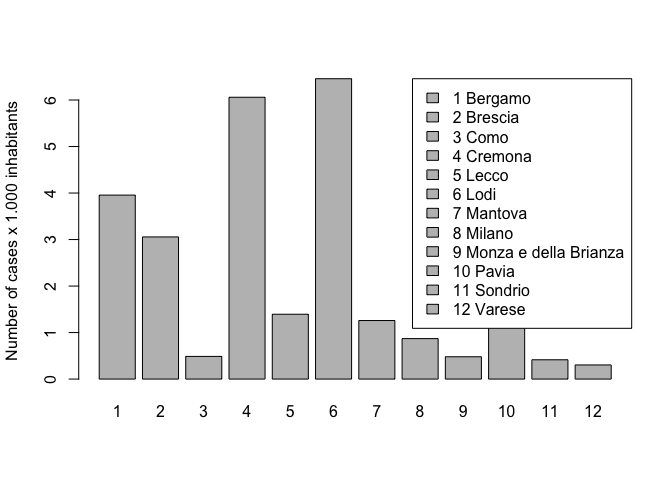 Number of cases x 1.000 inhabitants
6
5
4
3
2
1
0
1 Bergamo
2 Brescia
3 Como
4 Cremona
5 Lecco
6 Lodi
7 Mantova
8 Milano
9 Monza e della Brianza
10 Pavia
11 Sondrio
12 Varese
1 2 3 4 5 6 7 8 9 10 11 12